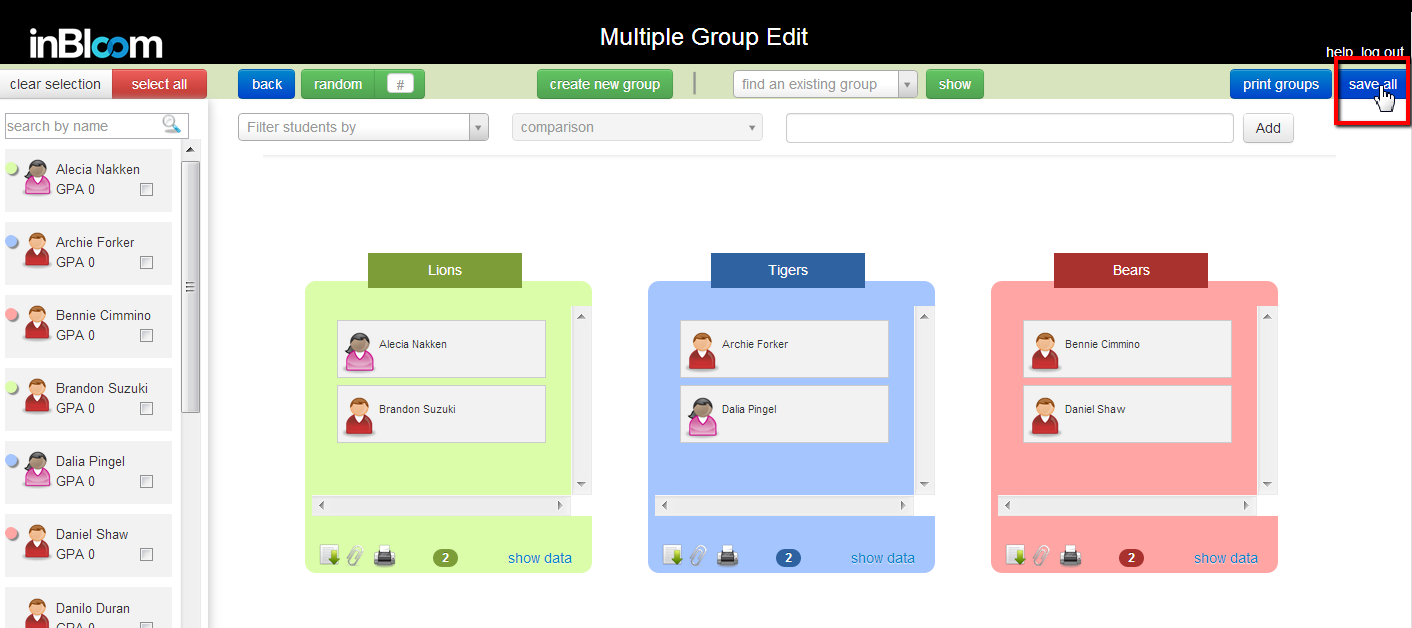 inBloom
Multiple Group Edit
help log out
clear selection
select all
back
random
#
create new group
find an existing group
show
print groups
save all
search by name
Filter students by
comparison
Add
Alecia Nakken
GPA 0
Archie Forker
GPA 0
Bennie Cimmino
GPA 0
Brandon Suzuki
GPA 0
Dalia Pingel
GPA 0
Daniel Shaw
GPA 0
Danilo Duran
GPA 0
Lions
Alecia Nakken
Brandon Suzuki
2
show data
Tigers
Archie Forker
Dalia Pingel
2
show data
Bears
Bennie Cimmino
Daniel Shaw
2
show data